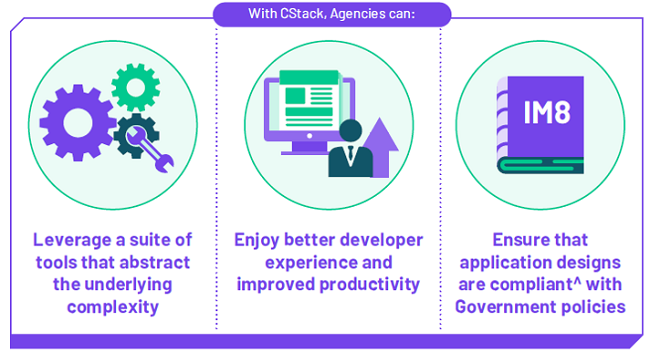 With CStack, Agencies can:
IM8
Leverage a suite of
tools that abstract
the underlying
complexity
Enjoy better developer
experience and
improved productivity
Ensure that
application designs
are compliant^ with
Government policies